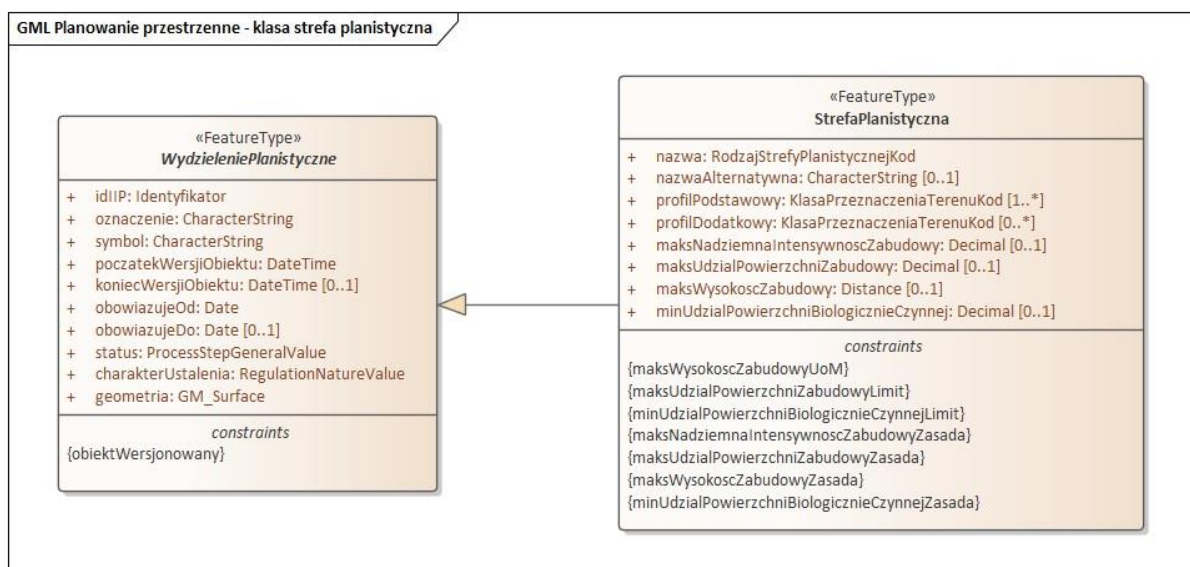 GML Planowanie przestrzenne - klasa strefa planistyczna
«FeatureType»
WydzieleniePlanistyczne
+ idIIP: Identyfikator
+ oznaczenie: CharacterString
+ symbol: CharacterString
+ poczatekWersjiObiektu: DateTime
+ koniecWersjiObiektu: DateTime [0..1]
+ obowiazujeOd: Date
+ obowiazujeDo: Date [0..1]
+ status: ProcessStepGeneralValue
+ charakterUstalenia: RegulationNatureValue
+ geometria: GM_Surface
constraints
{obiektWersjonowany}
«FeatureType»
StrefaPlanistyczna
+ nazwa: RodzajStrefyPlanistycznejKod
+ nazwaAlternatywna: CharacterString [0..1]
+ profilPodstawowy: KlasaPrzeznaczeniaTerenuKod [1..*]
+ profilDodatkowy: KlasaPrzeznaczeniaTerenuKod [0..*]
+ maksNadziemnaIntensywnoscZabudowy: Decimal [0..1]
+ maksUdzialPowierzchniZabudowy: Decimal [0..1]
+ maksWysokoscZabudowy: Distance [0..1]
+ minUdzialPowierzchniBiologicznieCzynnej: Decimal [0..1]
constraints
{maksWysokoscZabudowyUoM}
{maksUdzialPowierzchniZabudowyLimit}
{minUdzialPowierzchniBiologicznieCzynnejLimit}
{maksNadziemnaIntensywnoscZabudowyZasada}
{maksUdzialPowierzchniZabudowyZasada}
{maksWysokoscZabudowyZasada}
{minUdzialPowierzchniBiologicznieCzynnejZasada}